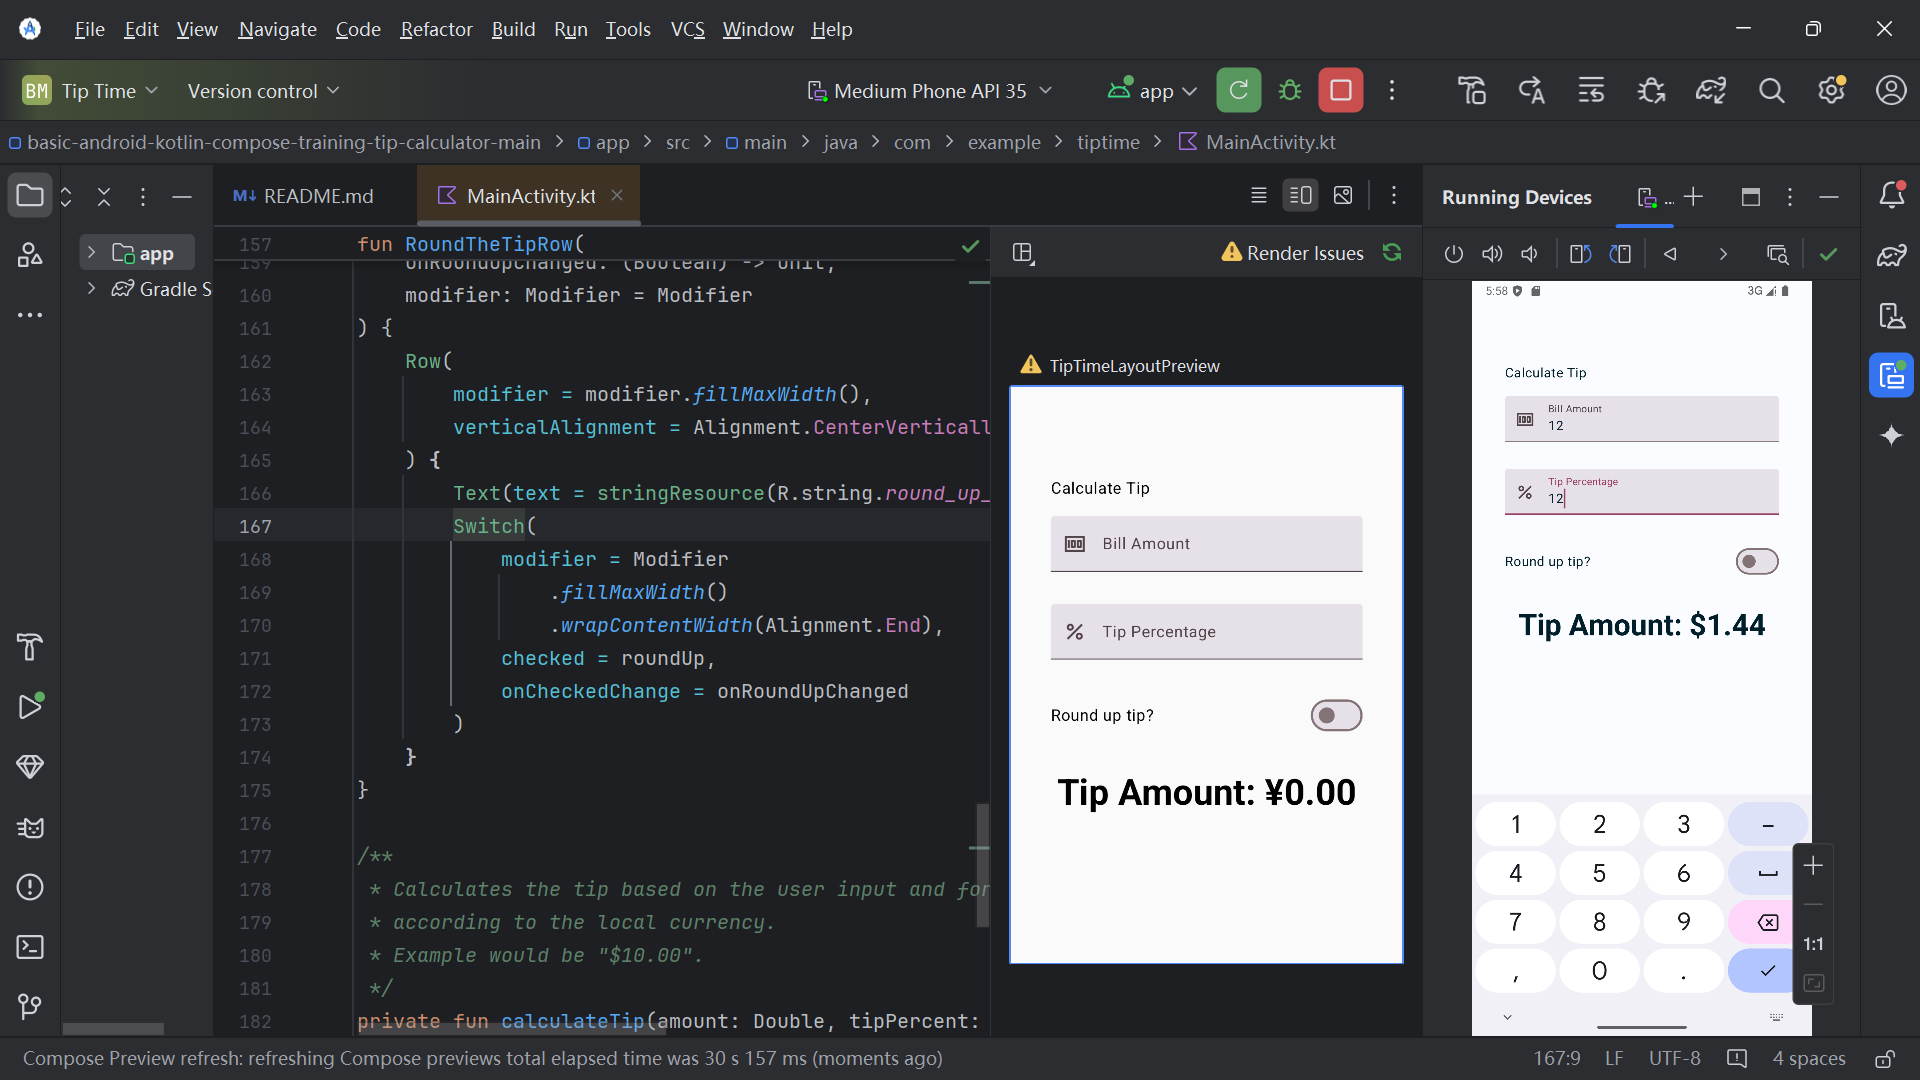 File Edit View Navigate Code Refactor Build Run Tools VCS Window Help
BM Tip Time Version control Medium Phone API 35 app
basic-android-kotlin-compose-training-tip-calculator-main > app > src > main > java > com > example > tiptime > MainActivity.kt
README.md
MainActivity.kt
app
Gradle S
157 fun RoundTheTipRow(
159 onRoundUpChanged: (Boolean) -> Unit,
160 modifier: Modifier = Modifier
161 ) {
162 Row(
163 modifier = modifier.fillMaxWidth(),
164 verticalAlignment = Alignment.CenterVerticall
165 ) {
166 Text(text = stringResource(R.string.round_up_
167 Switch(
168 modifier = Modifier
169 .fillMaxWidth()
170 .wrapContentWidth(Alignment.End),
171 checked = roundUp,
172 onCheckedChange = onRoundUpChanged
173 )
174 }
175 }
176
177 /**
178 * Calculates the tip based on the user input and for
179 * according to the local currency.
180 * Example would be "$10.00".
181 */
182 private fun calculateTip(amount: Double, tipPercent:
Render Issues
TipTimeLayoutPreview
Calculate Tip
Bill Amount
% Tip Percentage
Round up tip?
Tip Amount: ¥0.00
Running Devices ...
5:58 3G
Calculate Tip
Bill Amount
12
Tip Percentage
% 12
Round up tip?
Tip Amount: $1.44
1 2 3 –
4 5 6
7 8 9
, 0 .
1:1
Compose Preview refresh: refreshing Compose previews total elapsed time was 30 s 157 ms (moments ago)
167:9 LF UTF-8 4 spaces